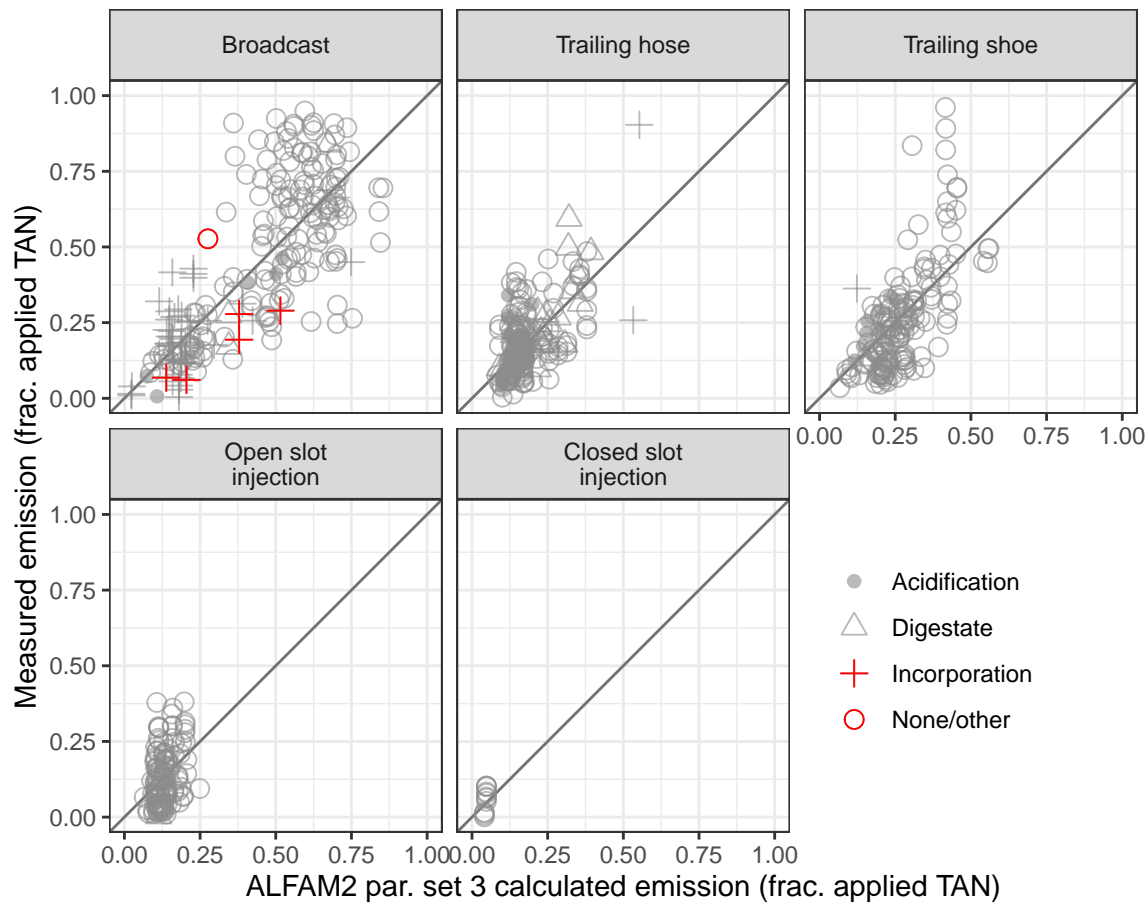 Broadcast
Trailing hose
Trailing shoe
1.00
0.75
0.50
0.25
0.00
0.00 0.25 0.50 0.75 1.00
Open slot
injection
Closed slot
injection
1.00
0.75
0.50
0.25
0.00
0.00 0.25 0.50 0.75 1.00
0.00 0.25 0.50 0.75 1.00
Measured emission (frac. applied TAN)
ALFAM2 par. set 3 calculated emission (frac. applied TAN)
Acidification
Digestate
Incorporation
None/other